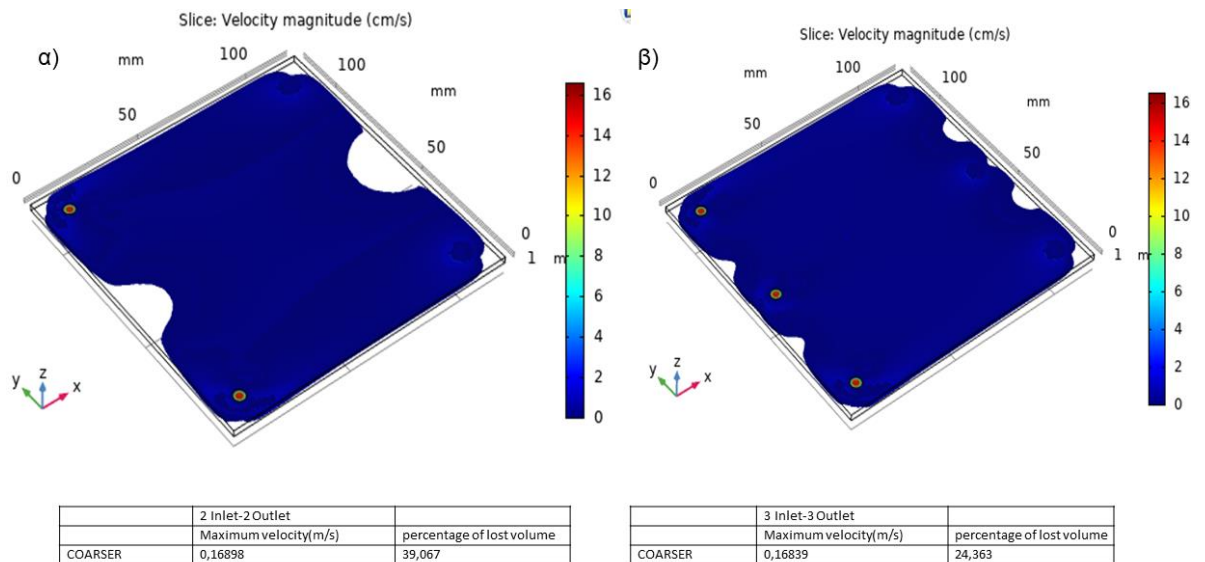 Slice: Velocity magnitude (cm/s)
α)
mm
100
100
mm
50
50
0
0
1 m
16
14
12
10
8
6
4
2
0
y z x
Slice: Velocity magnitude (cm/s)
β)
mm
100
100
mm
50
50
0
0
1 m
16
14
12
10
8
6
4
2
0
y z x
2 Inlet-2 Outlet
Maximum velocity(m/s) percentage of lost volume
COARSER 0,16898 39,067
3 Inlet-3 Outlet
Maximum velocity(m/s) percentage of lost volume
COARSER 0,16839 24,363